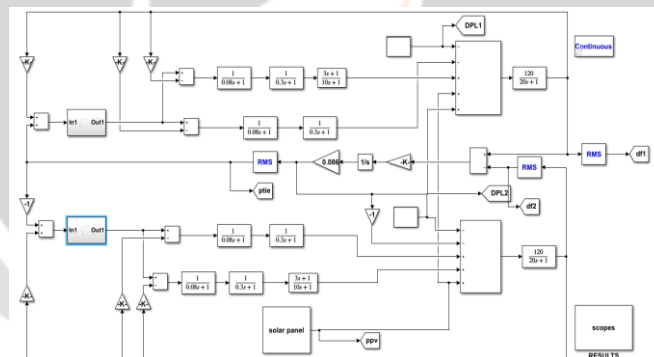 DPL1
Continuous
-K-
-K-
-K-
1
0.08s+1
1
0.3s+1
3s+1
10s+1
120
20s+1
In1 Out1
1
0.08s+1
1
0.3s+1
RMS
0.086
1/s
-K-
RMS
RMS
df1
ptie
DPL2
df2
-1
-1
In1 Out1
1
0.08s+1
1
0.3s+1
120
20s+1
1
0.08s+1
1
0.3s+1
3s+1
10s+1
-K-
-K-
-K-
solar panel
ppv
scopes
RESULTS